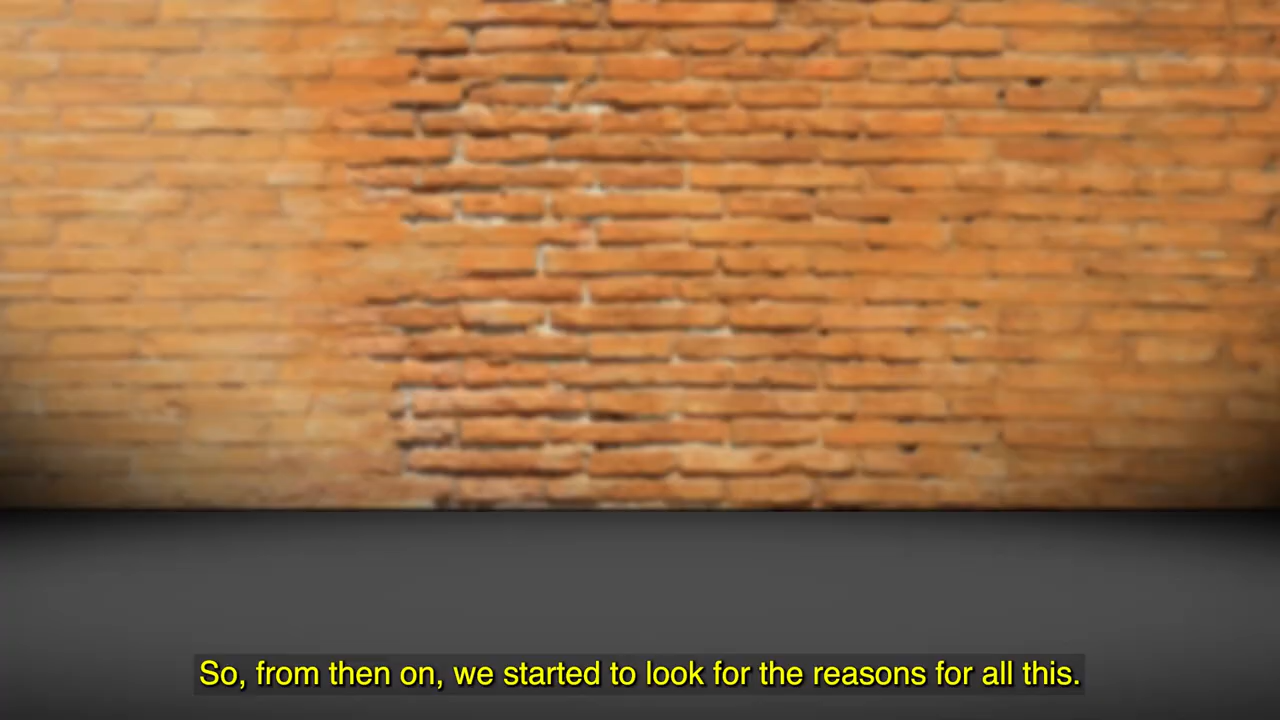 So, from then on, we started to look for the reasons for all this.